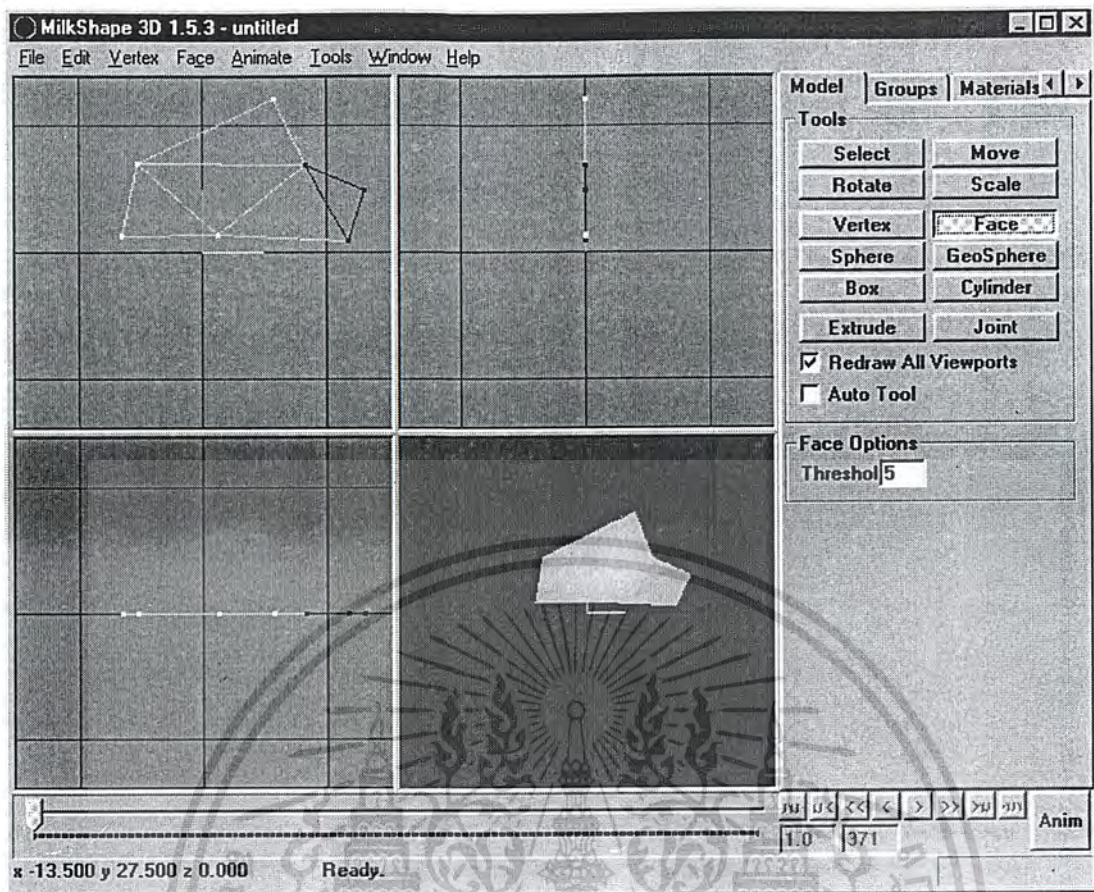 MilkShape 3D 1.5.3 - untitled
File Edit Vertex Face Animate Tools Window Help
Model Groups Materials
Tools
Select Move
Rotate Scale
Vertex Face
Sphere GeoSphere
Box Cylinder
Extrude Joint
Redraw All Viewports
Auto Tool
Face Options
Threshol 5
< > << >>
Anim
1.0 371
x -13.500 y 27.500 z 0.000 Ready.